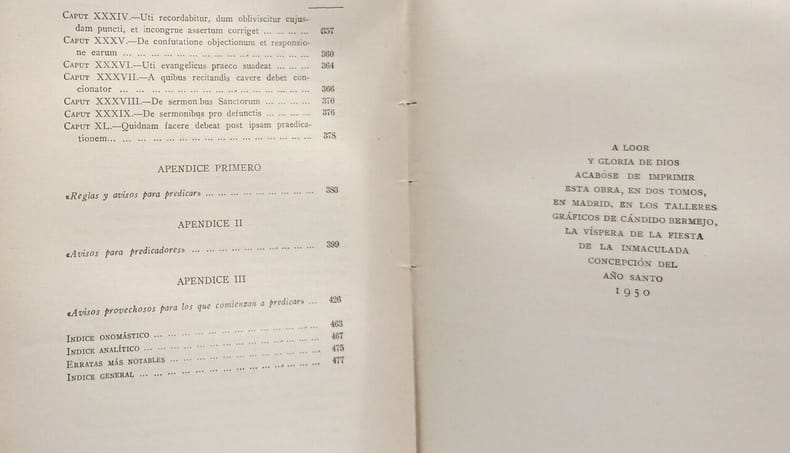 CAPUT XXXIV.—Uti recordabitur, dum obliviscitur cujus-
dam puncti, et incongrue assertum corriget ... ... ... ... 357
CAPUT XXXV.—De confutatione objectionum et responsio-
ne earum ... ... ... ... ... ... ... ... ... ... ... ... ... 360
CAPUT XXXVI.—Uti evangelicus praeco suadeat ... ... ... 364
CAPUT XXXVII.—A quibus recitandis cavere debet con-
cionator ... ... ... ... ... ... ... ... ... ... ... ... ... 366
CAPUT XXXVIII.—De sermonibus Sanctorum ... ... ... ... 370
CAPUT XXXIX.—De sermonibus pro defunctis ... ... ... ... 376
CAPUT XL.—Quidnam facere debeat post ipsam praedica-
tionem... ... ... ... ... ... ... ... ... ... ... ... ... ... 378
APENDICE PRIMERO
«Reglas y avisos para predicar» ... ... ... ... ... ... ... ... 383
APENDICE II
«Avisos para predicadores» ... ... ... ... ... ... ... ... ... 399
APENDICE III
«Avisos provechosos para los que comienzan a predicar» ... 426
INDICE ONOMÁSTICO ... ... ... ... ... ... ... ... ... ... ... 463
INDICE ANALÍTICO ... ... ... ... ... ... ... ... ... ... ... ... 467
ERRATAS MÁS NOTABLES ... ... ... ... ... ... ... ... ... ... 475
INDICE GENERAL ... ... ... ... ... ... ... ... ... ... ... ... 477
A LOOR
Y GLORIA DE DIOS
ACABÓSE DE IMPRIMIR
ESTA OBRA, EN DOS TOMOS,
EN MADRID, EN LOS TALLERES
GRÁFICOS DE CÁNDIDO BERMEJO,
LA VÍSPERA DE LA FIESTA
DE LA INMACULADA
CONCEPCIÓN DEL
AÑO SANTO
1950